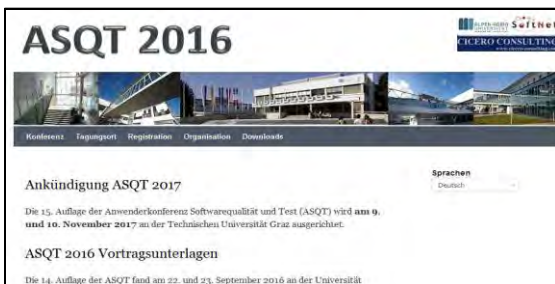 ASQT 2016
SoftNet
CICERO CONSULTING
Konferenz Tagungsort Registration Organisation Downloads
Ankündigung ASQT 2017
Sprachen
Deutsch
Die 15. Auflage der Anwenderkonferenz Softwarequalität und Test (ASQT) wird am 9.
und 10. November 2017 an der Technischen Universität Graz ausgerichtet.
ASQT 2016 Vortragsunterlagen
Die 14. Auflage der ASQT fand am 22. und 23. September 2016 an der Universität